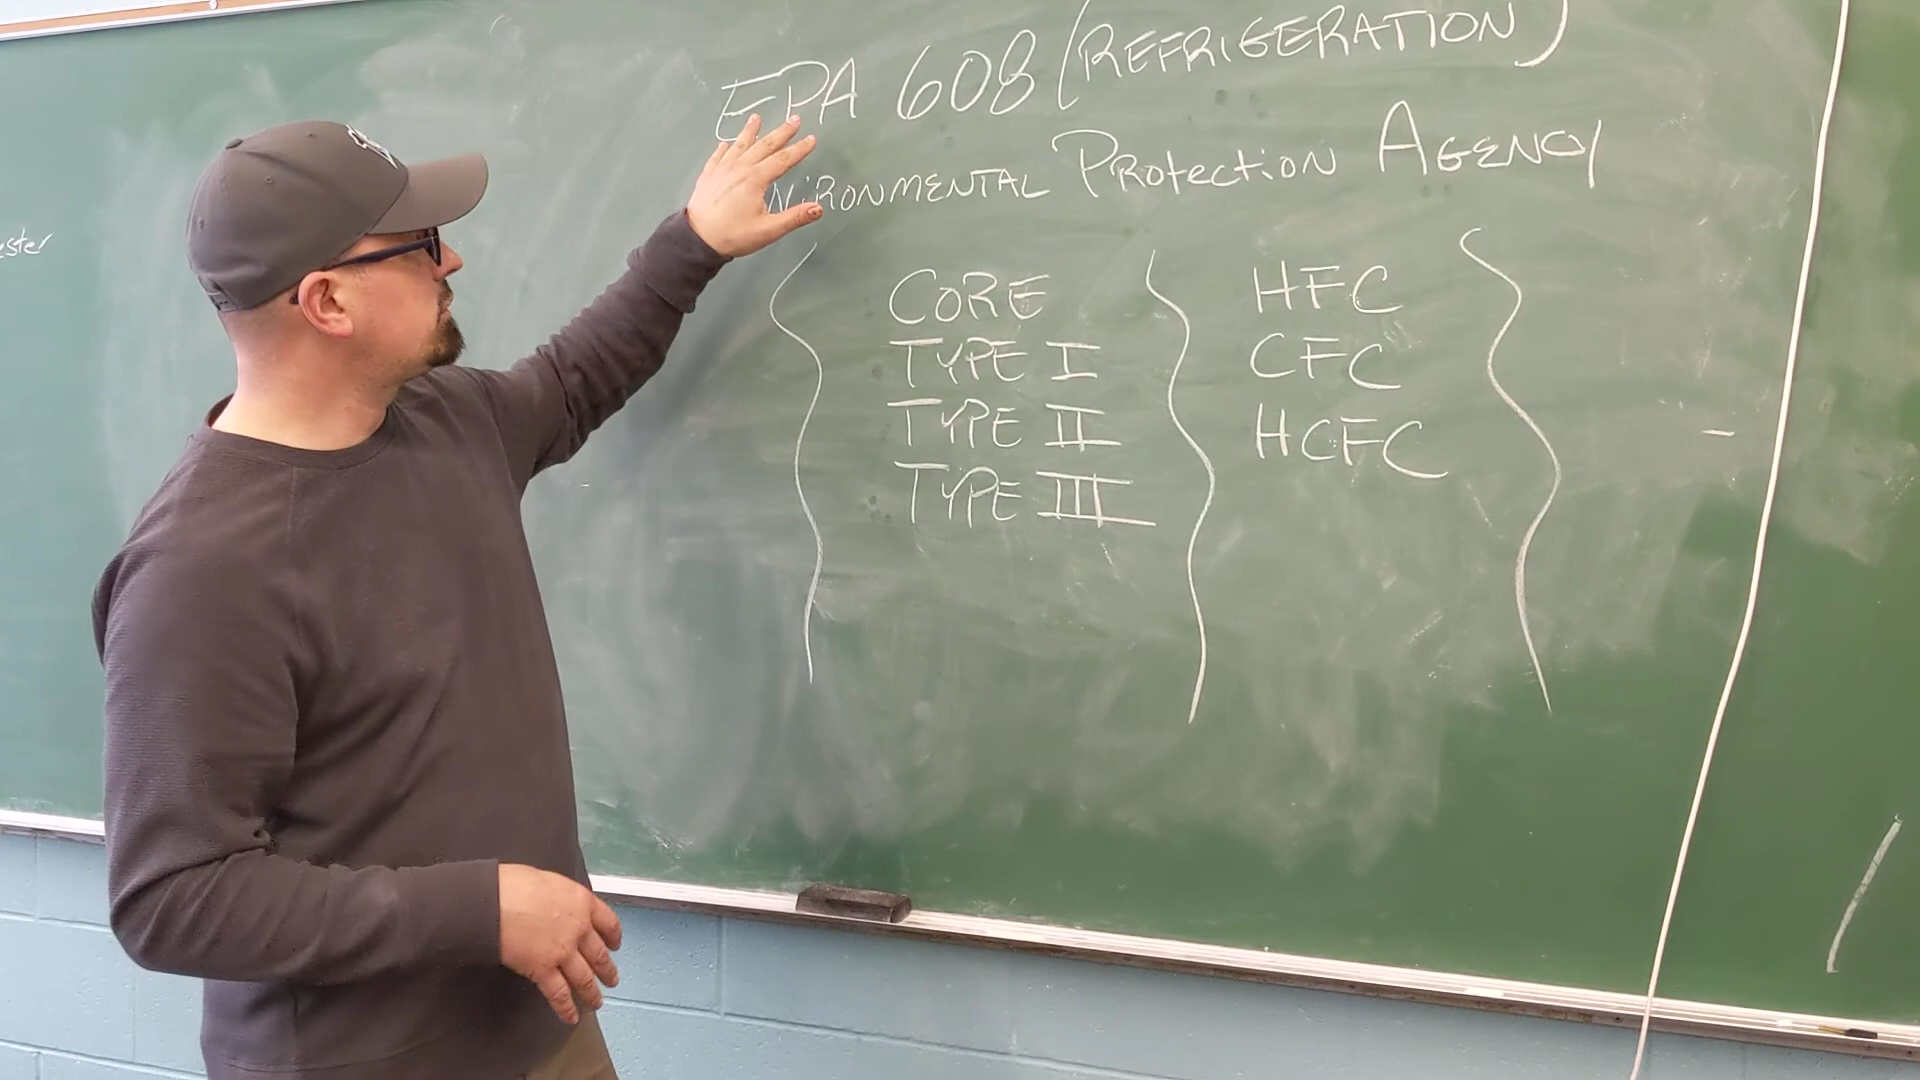 EPA 608 (REFRIGERATION)
NVIRONMENTAL PROtection AGENCY
CORE
TYPE I
TYPE II
TYPE III
HFC
CFC
HCFC